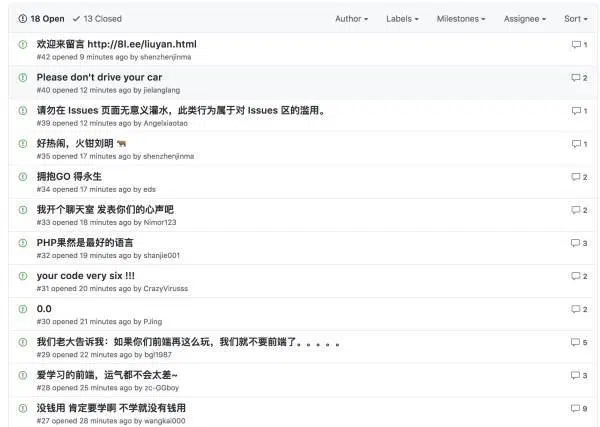 18 Open 13 Closed Author Labels Milestones Assignee Sort
欢迎来留言 http://8l.ee/liuyan.html 1
#42 opened 9 minutes ago by shenzhenjinma
Please don't drive your car 2
#40 opened 12 minutes ago by jielanglang
请勿在 Issues 页面无意义灌水，此类行为属于对 Issues 区的滥用。 1
#39 opened 12 minutes ago by Angelxiaotao
好热闹，火钳刘明 🐅 1
#35 opened 17 minutes ago by shenzhenjinma
拥抱GO 得永生 2
#34 opened 17 minutes ago by eds
我开个聊天室 发表你们的心声吧 2
#33 opened 18 minutes ago by Nimor123
PHP果然是最好的语言 3
#32 opened 19 minutes ago by shanjie001
your code very six !!! 2
#31 opened 20 minutes ago by CrazyVirusss
0.0 2
#30 opened 21 minutes ago by PJing
我们老大告诉我：如果你们前端再这么玩，我们就不要前端了。。。。。 5
#29 opened 22 minutes ago by bgl1987
爱学习的前端，运气都不会太差~ 3
#28 opened 25 minutes ago by zc-GGboy
没钱用 肯定要学啊 不学就没有钱用 9
#27 opened 28 minutes ago by wangkai000